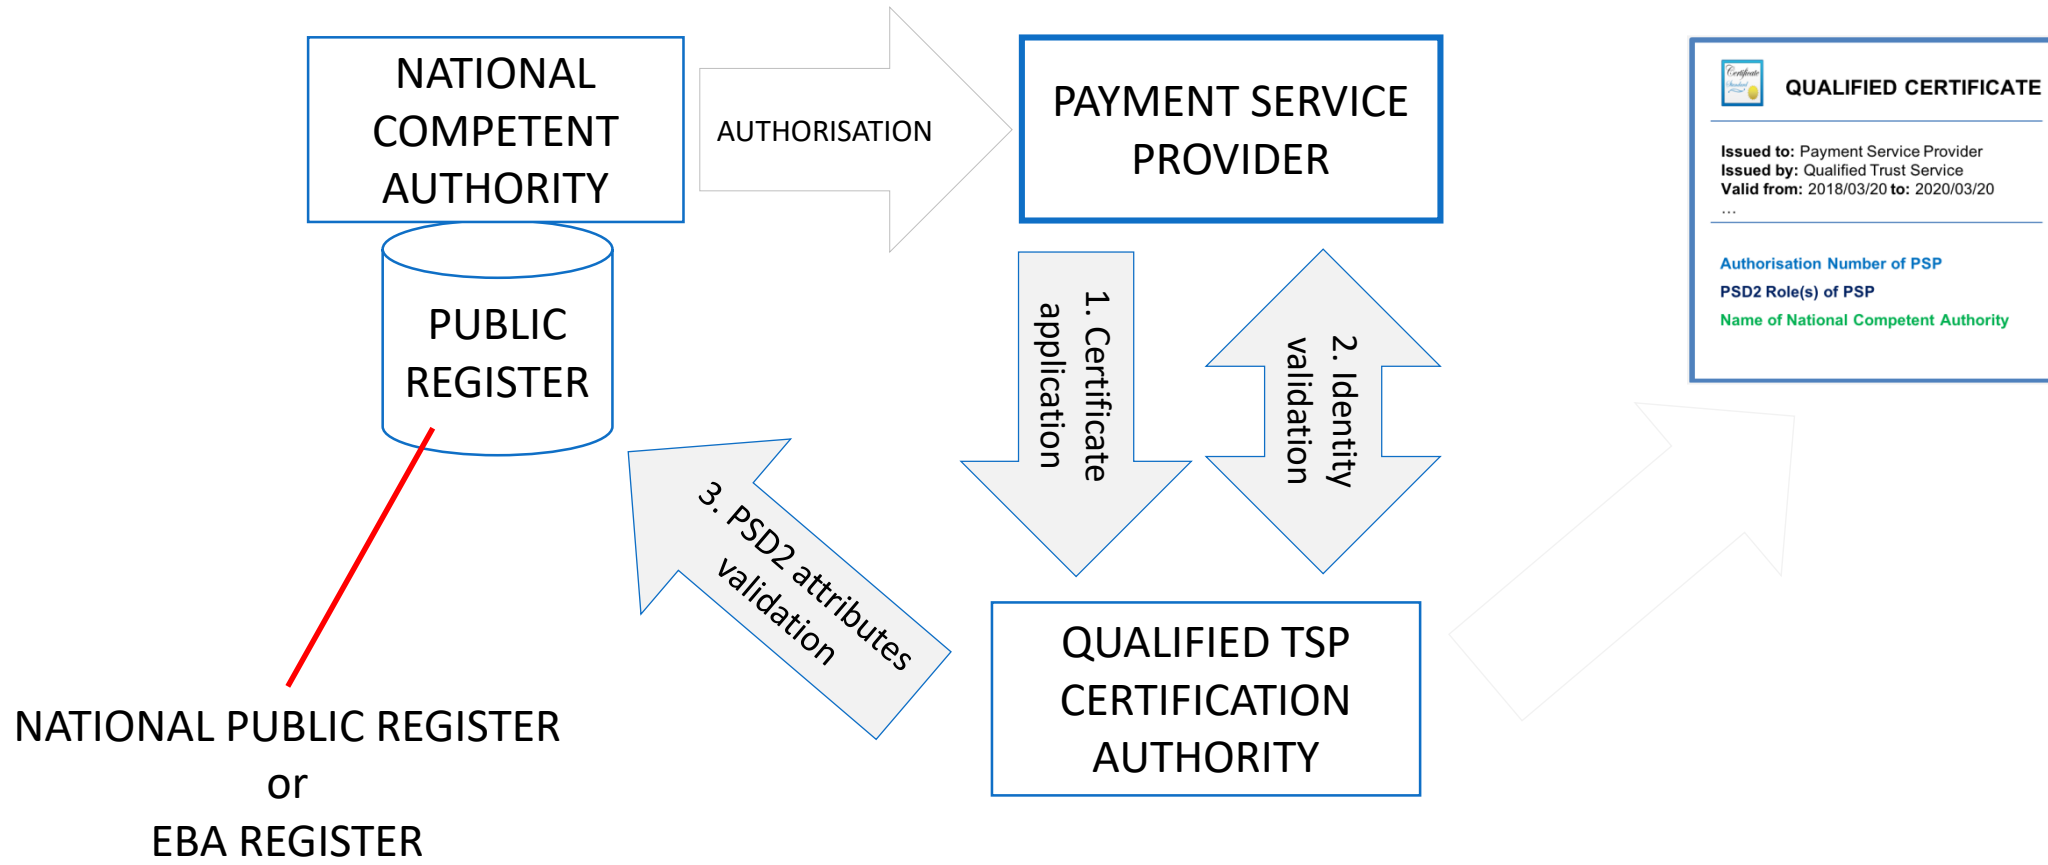 NATIONAL
COMPETENT
AUTHORITY
AUTHORISATION
PAYMENT SERVICE
PROVIDER
PUBLIC
REGISTER
1. Certificate
application
2. Identity
validation
3. PSD2 attributes
validation
QUALIFIED TSP
CERTIFICATION
AUTHORITY
NATIONAL PUBLIC REGISTER
or
EBA REGISTER
Certificate
QUALIFIED CERTIFICATE
Issued to: Payment Service Provider
Issued by: Qualified Trust Service
Valid from: 2018/03/20 to: 2020/03/20
...
Authorisation Number of PSP
PSD2 Role(s) of PSP
Name of National Competent Authority